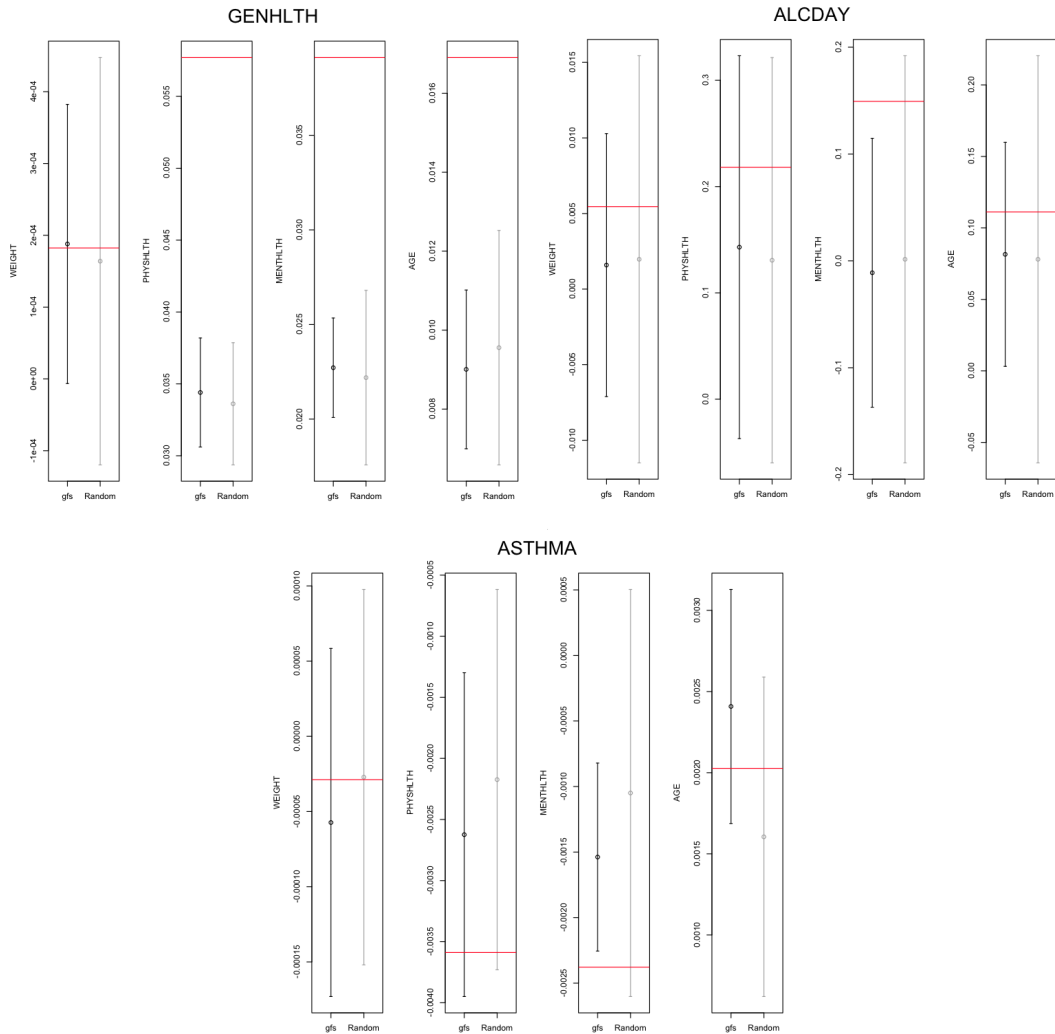 GENHLTH
WEIGHT
-1e-04 0e+00 1e-04 2e-04 3e-04 4e-04
gfs Random
PHYSHLTH
0.030 0.035 0.040 0.045 0.050 0.055
gfs Random
MENTHLTH
0.020 0.025 0.030 0.035
gfs Random
AGE
0.008 0.010 0.012 0.014 0.016
gfs Random
ALCDAY
WEIGHT
-0.010 -0.005 0.000 0.005 0.010 0.015
gfs Random
PHYSHLTH
0.0 0.1 0.2 0.3
gfs Random
MENTHLTH
-0.2 -0.1 0.0 0.1 0.2
gfs Random
AGE
-0.05 0.00 0.05 0.10 0.15 0.20
gfs Random
ASTHMA
WEIGHT
-0.00015 -0.00010 -0.00005 0.00000 0.00005 0.00010
gfs Random
PHYSHLTH
-0.0040 -0.0035 -0.0030 -0.0025 -0.0020 -0.0015 -0.0010 -0.0005
gfs Random
MENTHLTH
-0.0025 -0.0020 -0.0015 -0.0010 -0.0005 0.0000 0.0005
gfs Random
AGE
0.0010 0.0015 0.0020 0.0025 0.0030
gfs Random